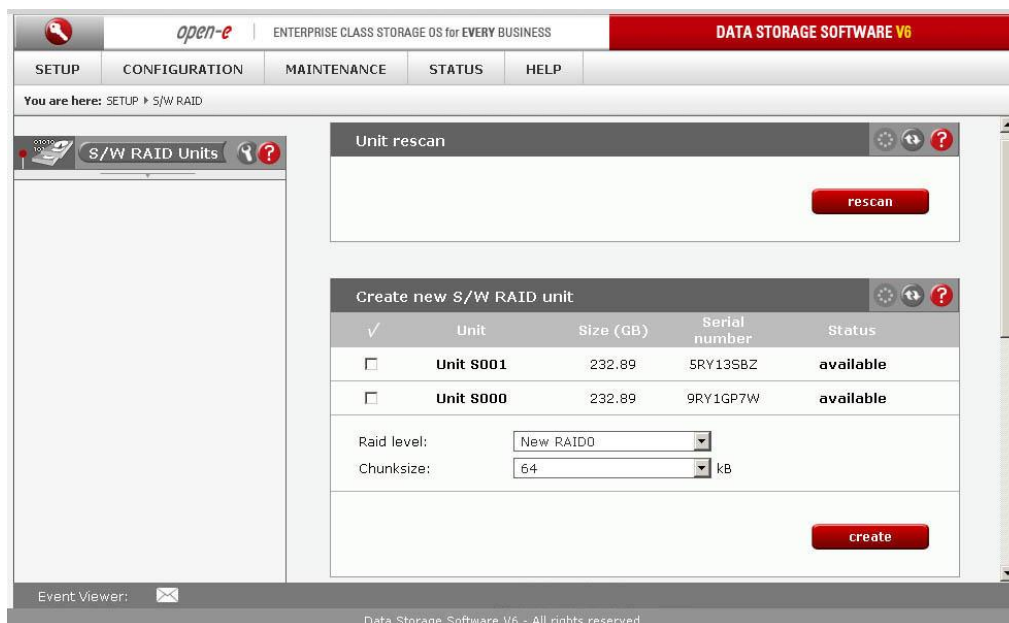 open-e ENTERPRISE CLASS STORAGE OS for EVERY BUSINESS DATA STORAGE SOFTWARE V6
SETUP CONFIGURATION MAINTENANCE STATUS HELP
You are here: SETUP ▸ S/W RAID
S/W RAID Units ?
Unit rescan ?
rescan
Create new S/W RAID unit ?
√ Unit Size (GB) Serial number Status
Unit S001 232.89 5RY13SBZ available
Unit S000 232.89 9RY1GP7W available
Raid level: New RAID0
Chunksize: 64 kB
create
Event Viewer:
Data Storage Software V6 - All rights reserved